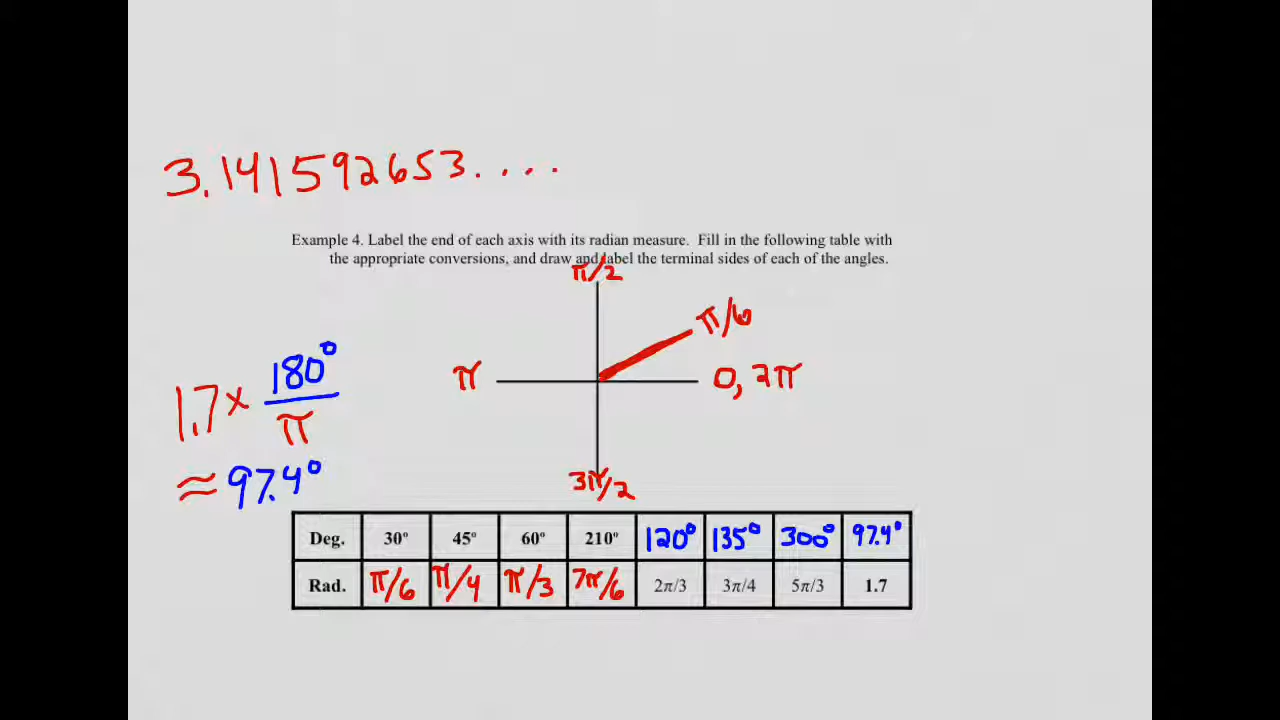 3.141592653....
Example 4. Label the end of each axis with its radian measure. Fill in the following table with
the appropriate conversions, and draw and label the terminal sides of each of the angles.
π/2
π/6
π
0, 2π
3π/2
1.7 × 180°/π
≈ 97.4°
Deg. 30° 45° 60° 210° 120° 135° 300° 97.4°
Rad. π/6 π/4 π/3 7π/6 2π/3 3π/4 5π/3 1.7